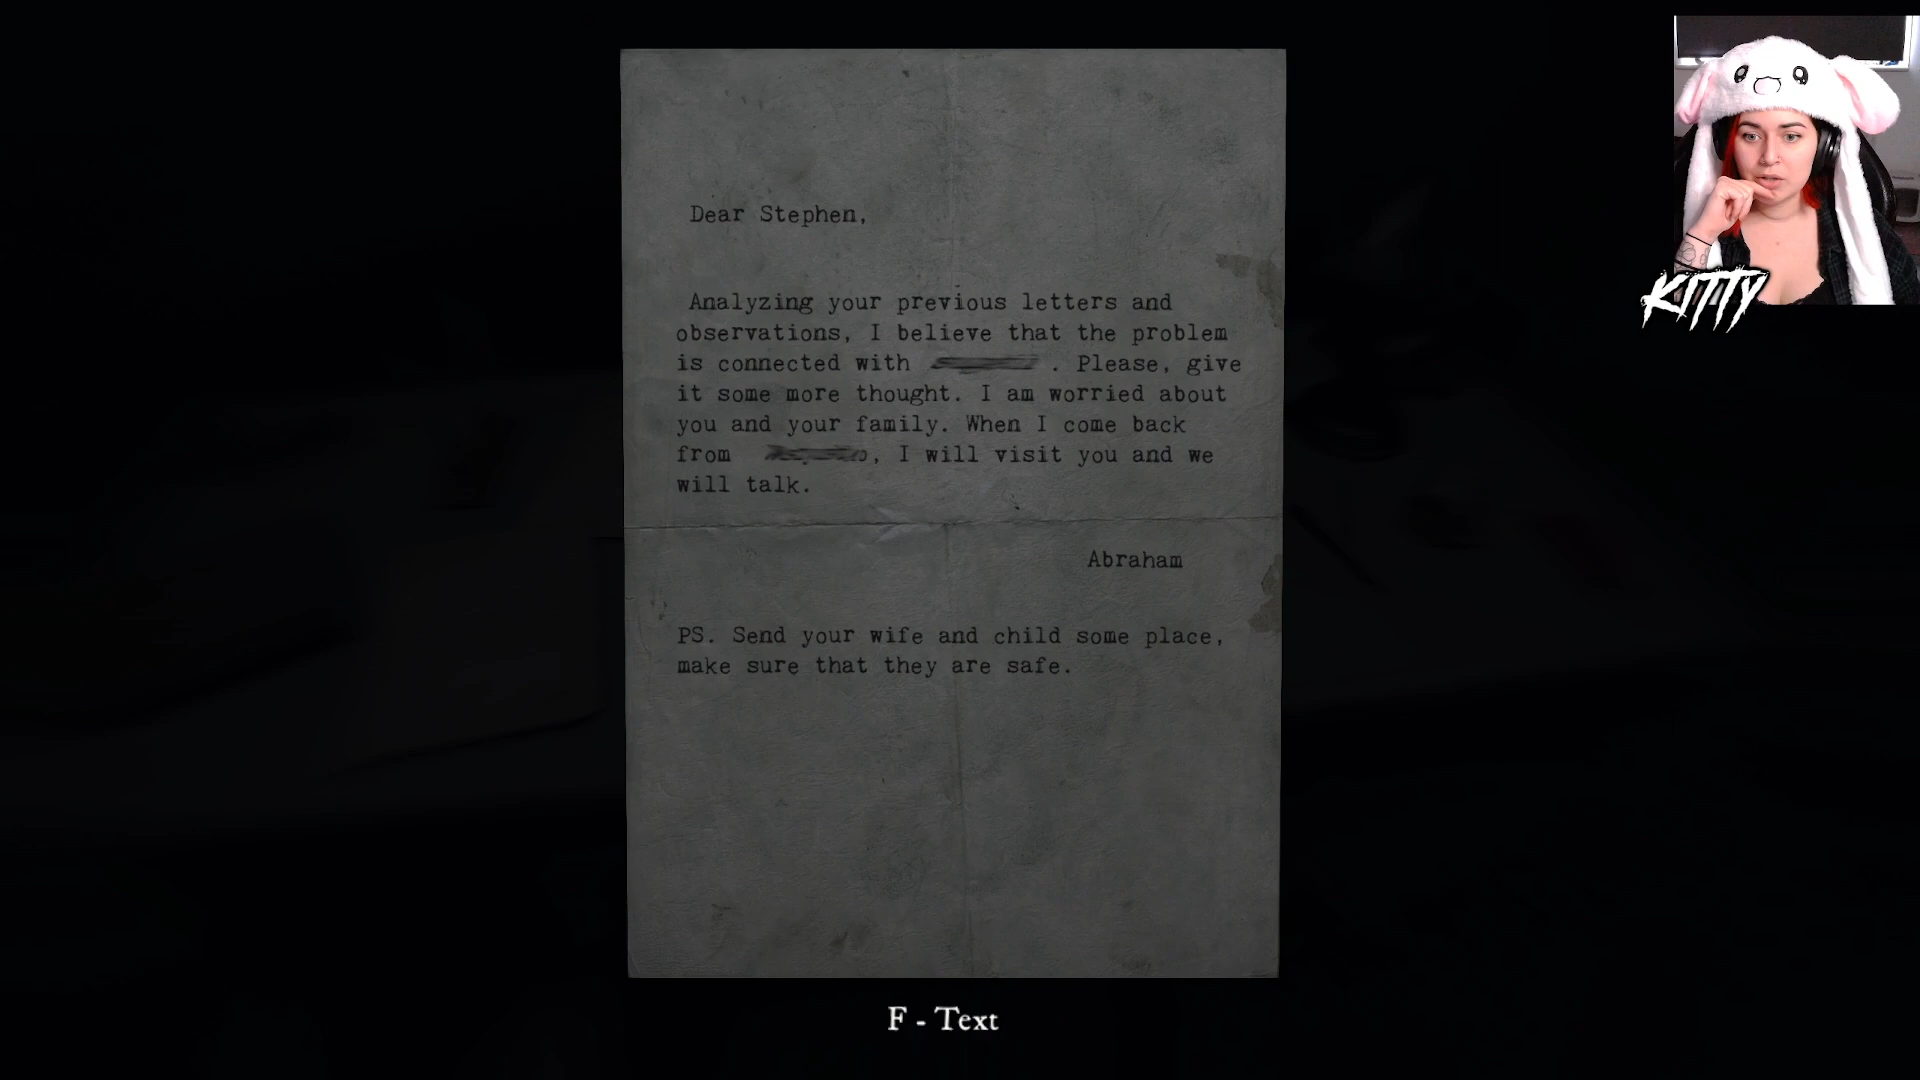 Dear Stephen,
Analyzing your previous letters and
observations, I believe that the problem
is connected with . Please, give
it some more thought. I am worried about
you and your family. When I come back
from , I will visit you and we
will talk.
Abraham
PS. Send your wife and child some place,
make sure that they are safe.
F - Text
KITTY